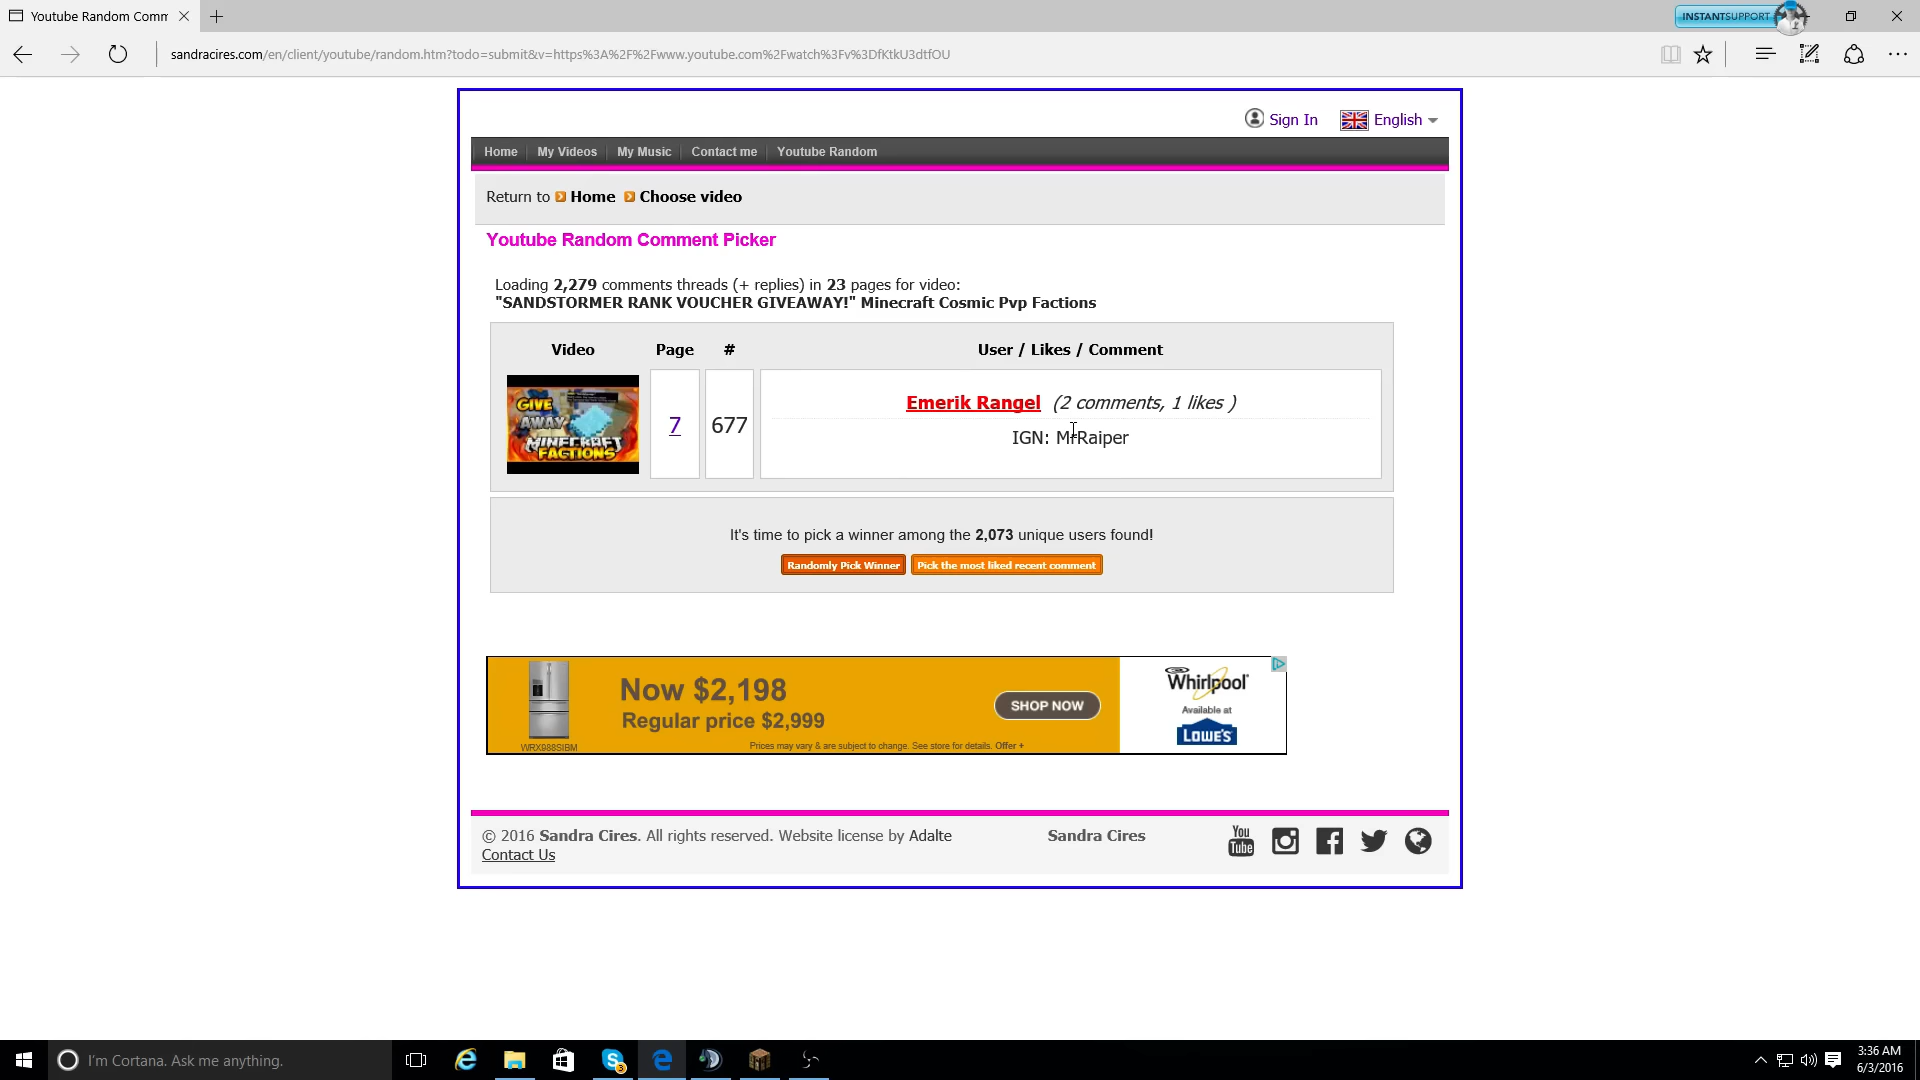 Youtube Random Comm
INSTANTSUPPORT
sandracires.com/en/client/youtube/random.htm?todo=submit&v=https%3A%2F%2Fwww.youtube.com%2Fwatch%3Fv%3DfKtkU3dtfOU
Sign In English
Home My Videos My Music Contact me Youtube Random
Return to Home Choose video
Youtube Random Comment Picker
Loading 2,279 comments threads (+ replies) in 23 pages for video:
"SANDSTORMER RANK VOUCHER GIVEAWAY!" Minecraft Cosmic Pvp Factions
Video Page # User / Likes / Comment
GIVE
AWAY
MINECRAFT
FACTIONS
7 677
Emerik Rangel (2 comments, 1 likes )
IGN: MrRaiper
It's time to pick a winner among the 2,073 unique users found!
Randomly Pick Winner Pick the most liked recent comment
Now $2,198
Regular price $2,999
SHOP NOW
WRX988SIBM
Prices may vary & are subject to change. See store for details. Offer +
Whirlpool
Available at
LOWE'S
© 2016 Sandra Cires. All rights reserved. Website license by Adalte
Contact Us
Sandra Cires
You
Tube
I'm Cortana. Ask me anything.
3
3:36 AM
6/3/2016